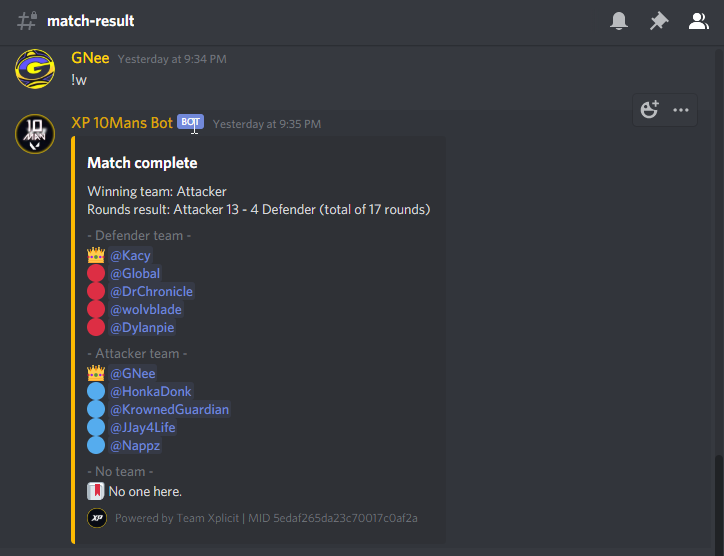 match-result
GNee Yesterday at 9:34 PM
!w
10
MAN
XP 10Mans Bot BOT Yesterday at 9:35 PM
Match complete
Winning team: Attacker
Rounds result: Attacker 13 - 4 Defender (total of 17 rounds)
- Defender team -
@Kacy
@Global
@DrChronicle
@wolvblade
@Dylanpie
- Attacker team -
@GNee
@HonkaDonk
@KrownedGuardian
@JJay4Life
@Nappz
- No team -
No one here.
XP Powered by Team Xplicit | MID 5edaf265da23c70017c0af2a